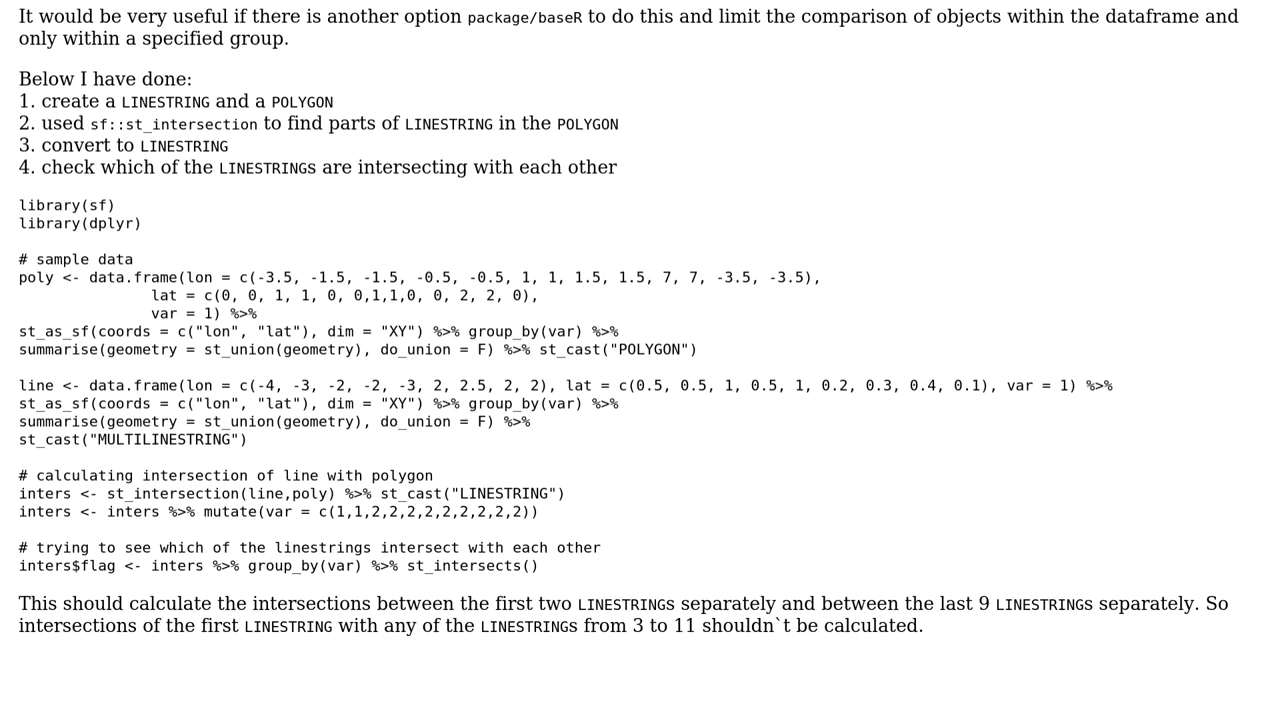 It would be very useful if there is another option package/baseR to do this and limit the comparison of objects within the dataframe and
only within a specified group.
Below I have done:
1. create a LINESTRING and a POLYGON
2. used sf::st_intersection to find parts of LINESTRING in the POLYGON
3. convert to LINESTRING
4. check which of the LINESTRINGs are intersecting with each other
library(sf)
library(dplyr)
# sample data
poly <- data.frame(lon = c(-3.5, -1.5, -1.5, -0.5, -0.5, 1, 1, 1.5, 1.5, 7, 7, -3.5, -3.5),
lat = c(0, 0, 1, 1, 0, 0,1,1,0, 0, 2, 2, 0),
var = 1) %>%
st_as_sf(coords = c("lon", "lat"), dim = "XY") %>% group_by(var) %>%
summarise(geometry = st_union(geometry), do_union = F) %>% st_cast("POLYGON")
line <- data.frame(lon = c(-4, -3, -2, -2, -3, 2, 2.5, 2, 2), lat = c(0.5, 0.5, 1, 0.5, 1, 0.2, 0.3, 0.4, 0.1), var = 1) %>%
st_as_sf(coords = c("lon", "lat"), dim = "XY") %>% group_by(var) %>%
summarise(geometry = st_union(geometry), do_union = F) %>%
st_cast("MULTILINESTRING")
# calculating intersection of line with polygon
inters <- st_intersection(line,poly) %>% st_cast("LINESTRING")
inters <- inters %>% mutate(var = c(1,1,2,2,2,2,2,2,2,2,2,2))
# trying to see which of the linestrings intersect with each other
inters$flag <- inters %>% group_by(var) %>% st_intersects()
This should calculate the intersections between the first two LINESTRINGs separately and between the last 9 LINESTRINGs separately. So
intersections of the first LINESTRING with any of the LINESTRINGs from 3 to 11 shouldn`t be calculated.